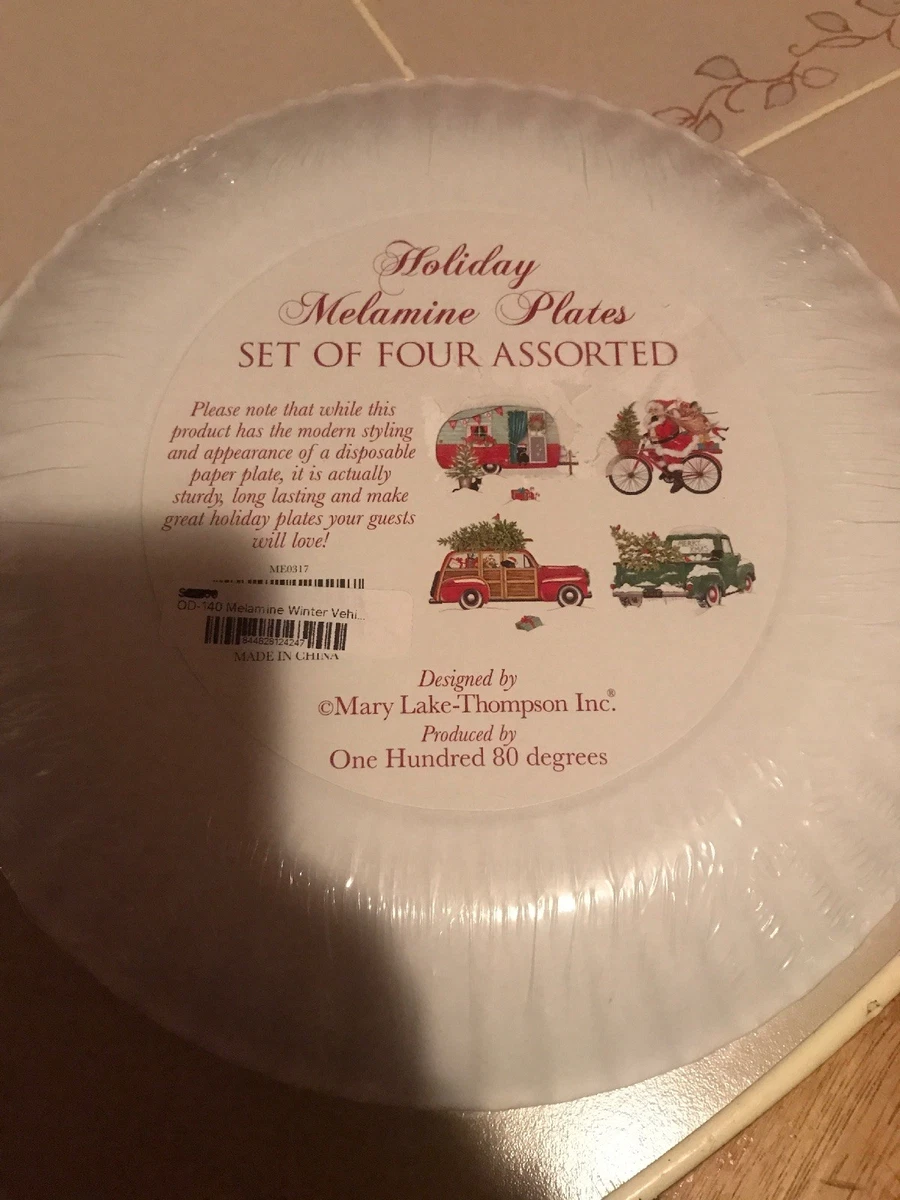 Holiday
Melamine Plates
SET OF FOUR ASSORTED
Please note that while this
product has the modern styling
and appearance of a disposable
paper plate, it is actually
sturdy, long lasting and make
great holiday plates your guests
will love!
ME0317
OD-140 Melamine Winter Vehi...
844828124247
MADE IN CHINA
MERRY
XMAS
Designed by
©Mary Lake-Thompson Inc.®
Produced by
One Hundred 80 degrees